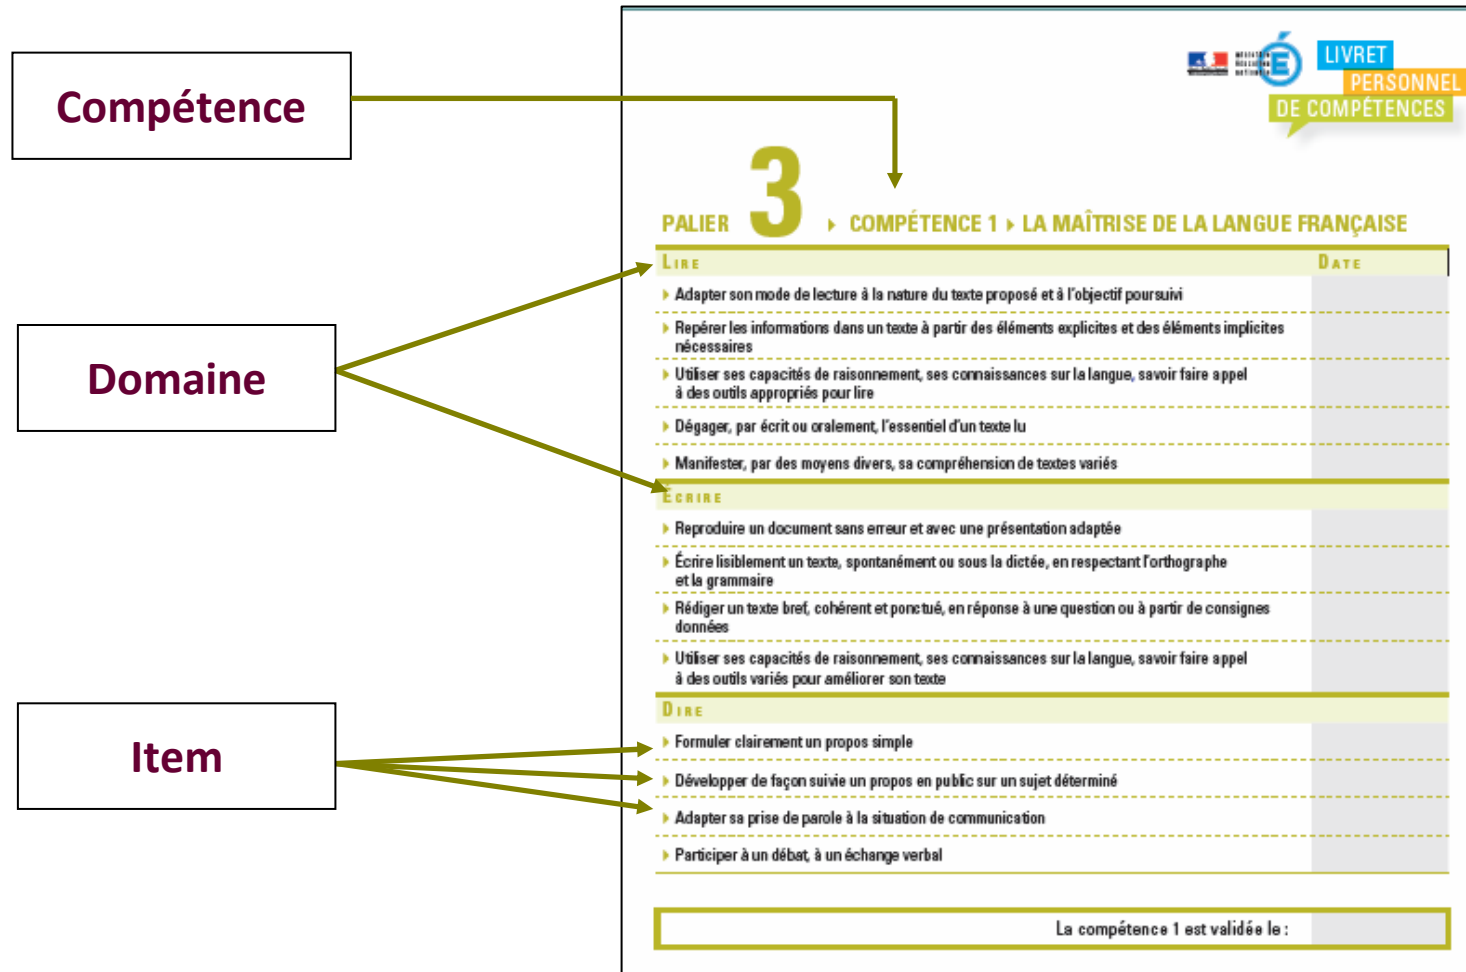 Compétence
Domaine
Item
LIVRET
PERSONNEL
DE COMPÉTENCES
PALIER 3 COMPÉTENCE 1 LA MAÎTRISE DE LA LANGUE FRANÇAISE
LIRE DATE
Adapter son mode de lecture à la nature du texte proposé et à l'objectif poursuivi
Repérer les informations dans un texte à partir des éléments explicites et des éléments implicites
nécessaires
Utiliser ses capacités de raisonnement, ses connaissances sur la langue, savoir faire appel
à des outils appropriés pour lire
Dégager, par écrit ou oralement, l'essentiel d'un texte lu
Manifester, par des moyens divers, sa compréhension de textes variés
ÉCRIRE
Reproduire un document sans erreur et avec une présentation adaptée
Écrire lisiblement un texte, spontanément ou sous la dictée, en respectant l'orthographe
et la grammaire
Rédiger un texte bref, cohérent et ponctué, en réponse à une question ou à partir de consignes
données
Utiliser ses capacités de raisonnement, ses connaissances sur la langue, savoir faire appel
à des outils variés pour améliorer son texte
DIRE
Formuler clairement un propos simple
Développer de façon suivie un propos en public sur un sujet déterminé
Adapter sa prise de parole à la situation de communication
Participer à un débat, à un échange verbal
La compétence 1 est validée le :